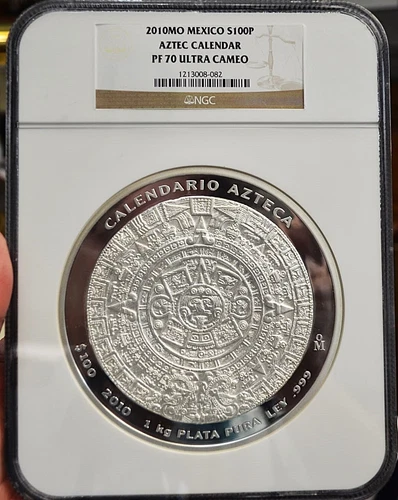 2010MO MEXICO S100P
AZTEC CALENDAR
PF 70 ULTRA CAMEO
1213008-082
NGC
CALENDARIO AZTECA
Mo
$100 2010 1 kg PLATA PURA LEY .999